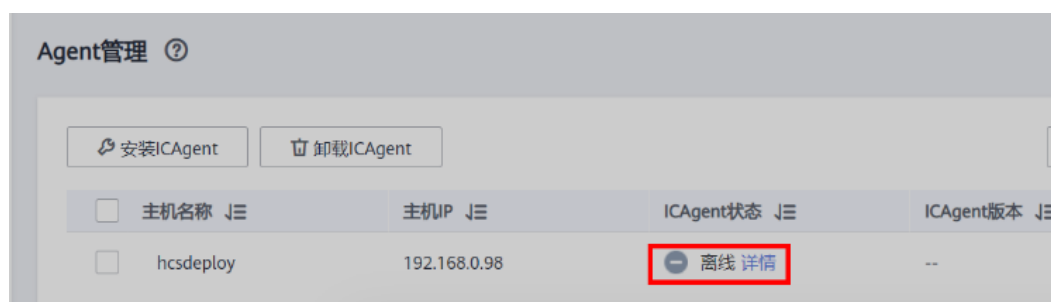 Agent管理
安装ICAgent 卸载ICAgent
主机名称 主机IP ICAgent状态 ICAgent版本
hcsdeploy 192.168.0.98 离线 详情 --